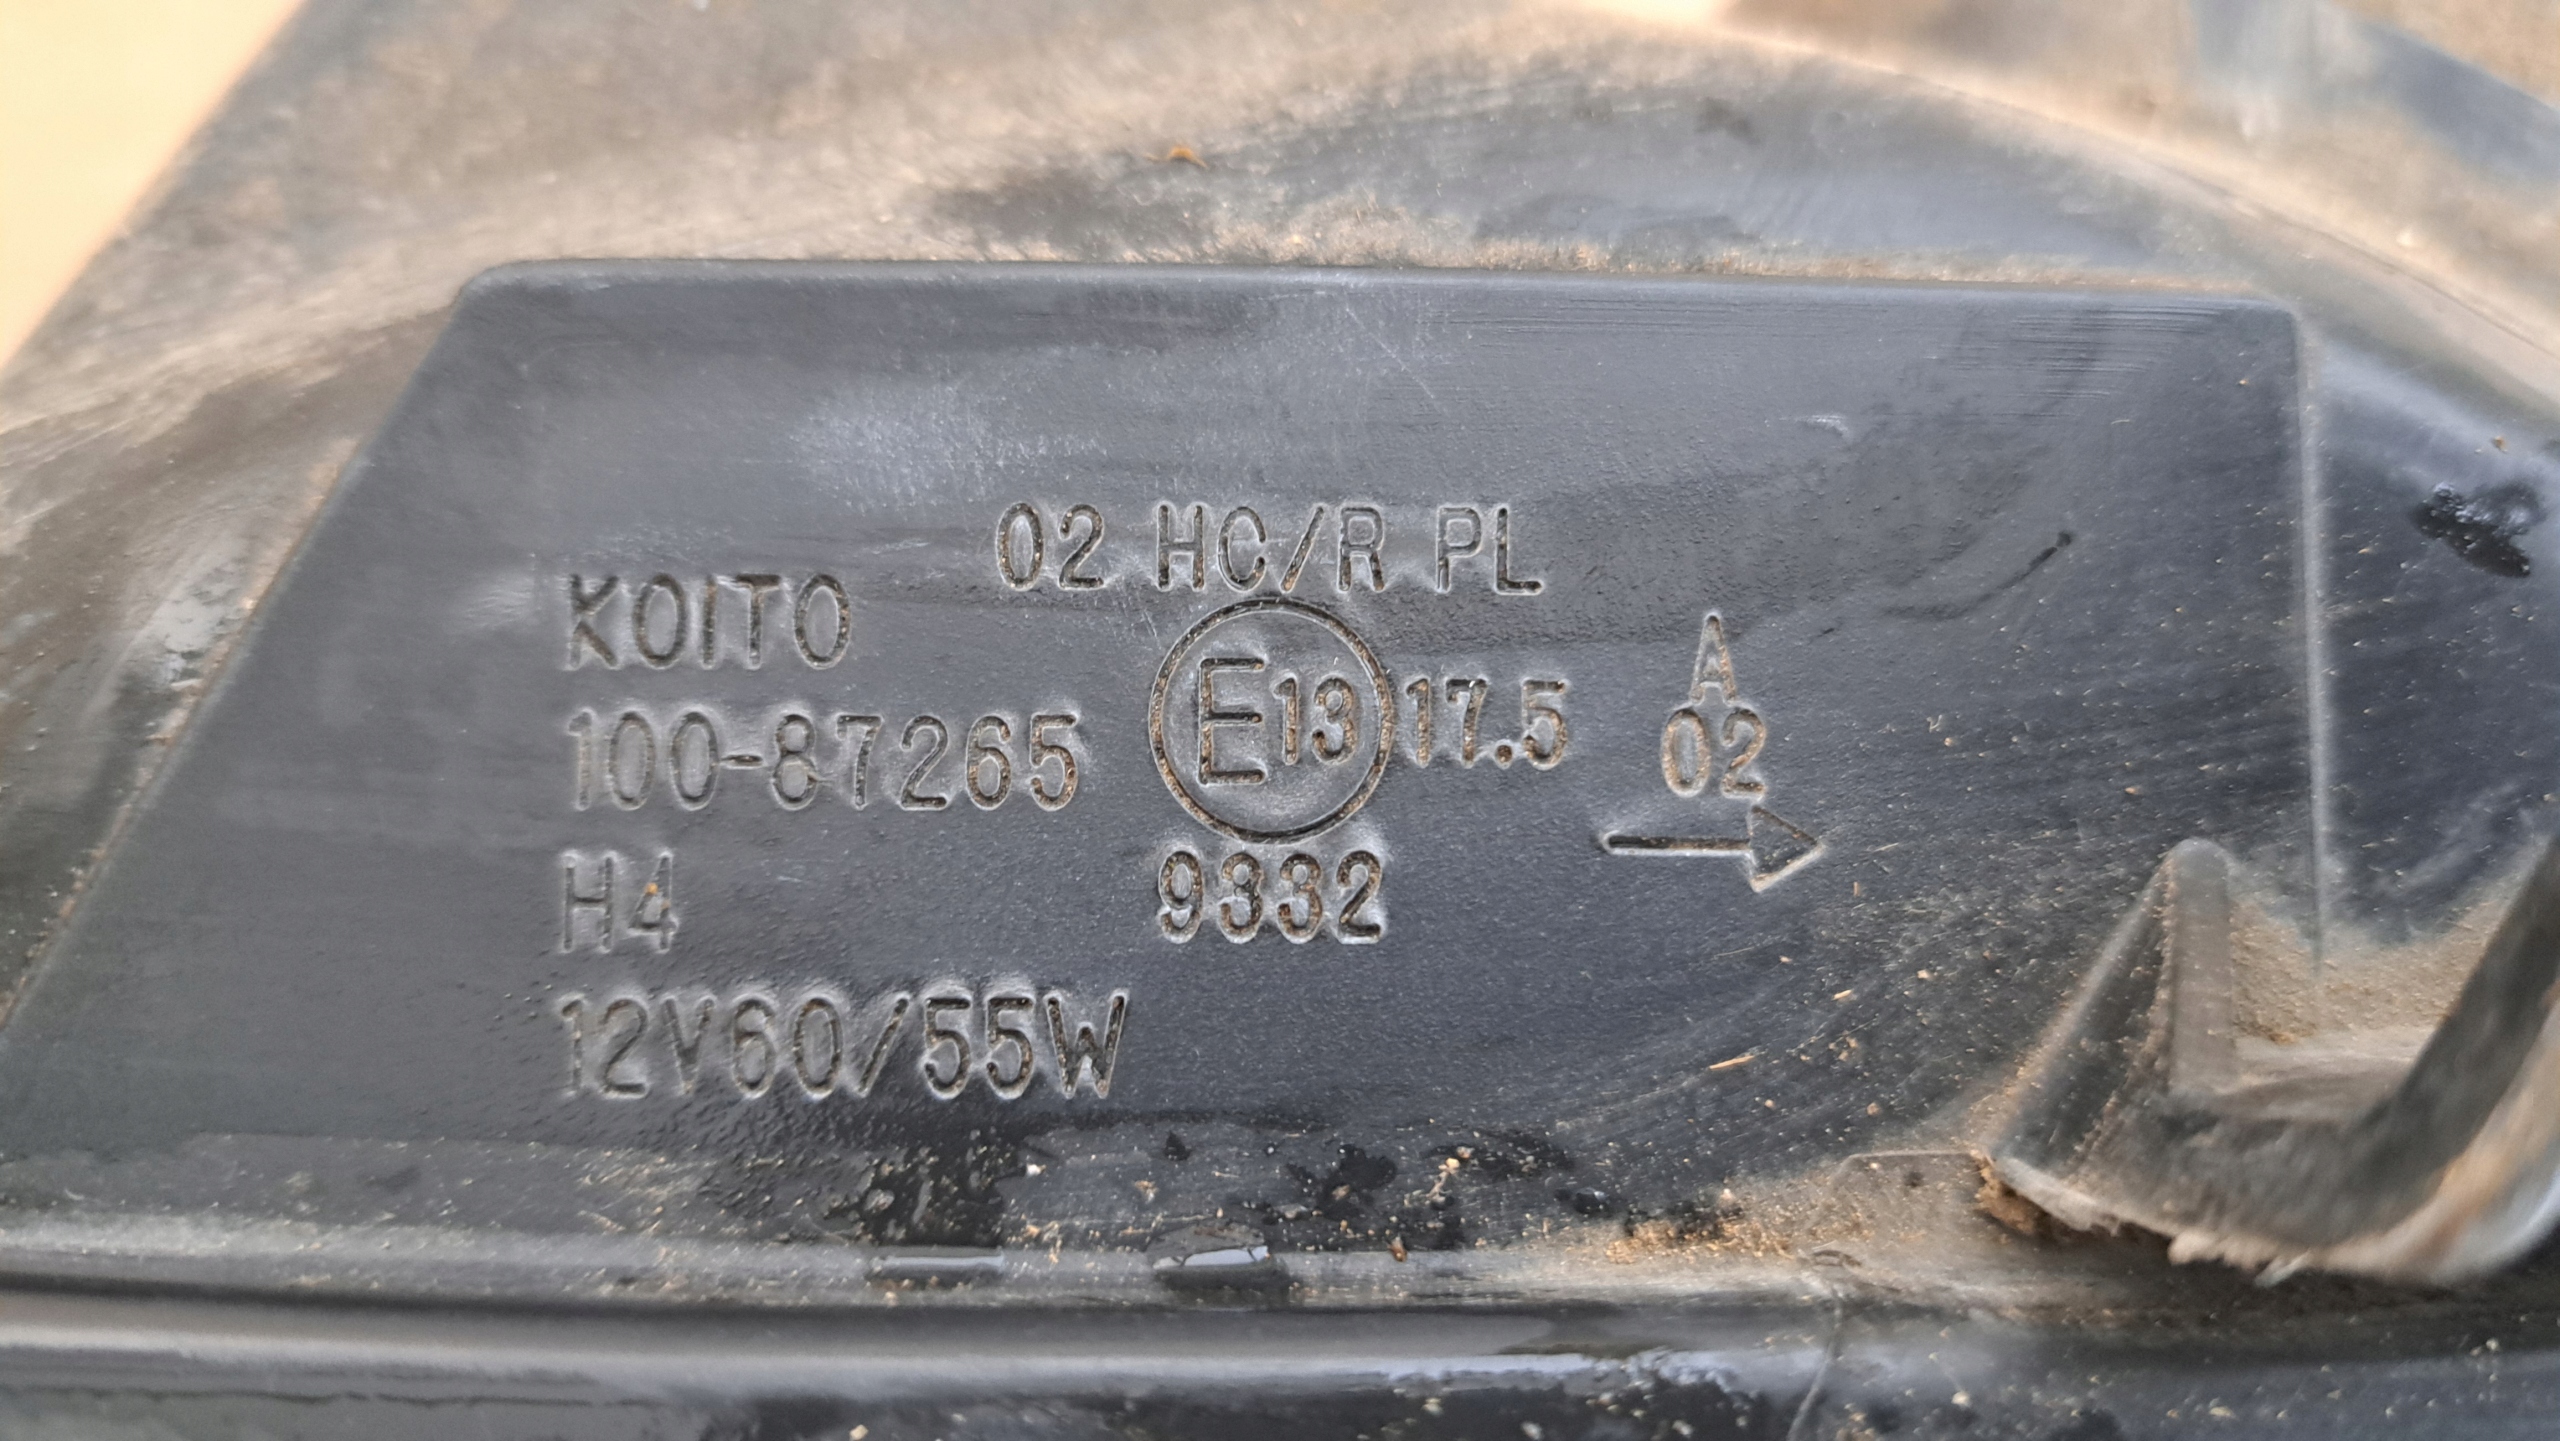 02 HC/R PL
KOITO
100-87265
E13 17.5
A
02
H4
9332
12V60/55W